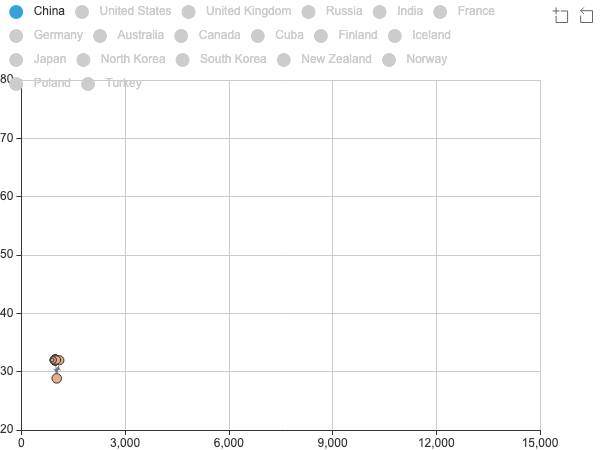 China United States United Kingdom Russia India France
Germany Australia Canada Cuba Finland Iceland
Japan North Korea South Korea New Zealand Norway
Poland Turkey
80
70
60
50
40
30
20
0 3,000 6,000 9,000 12,000 15,000